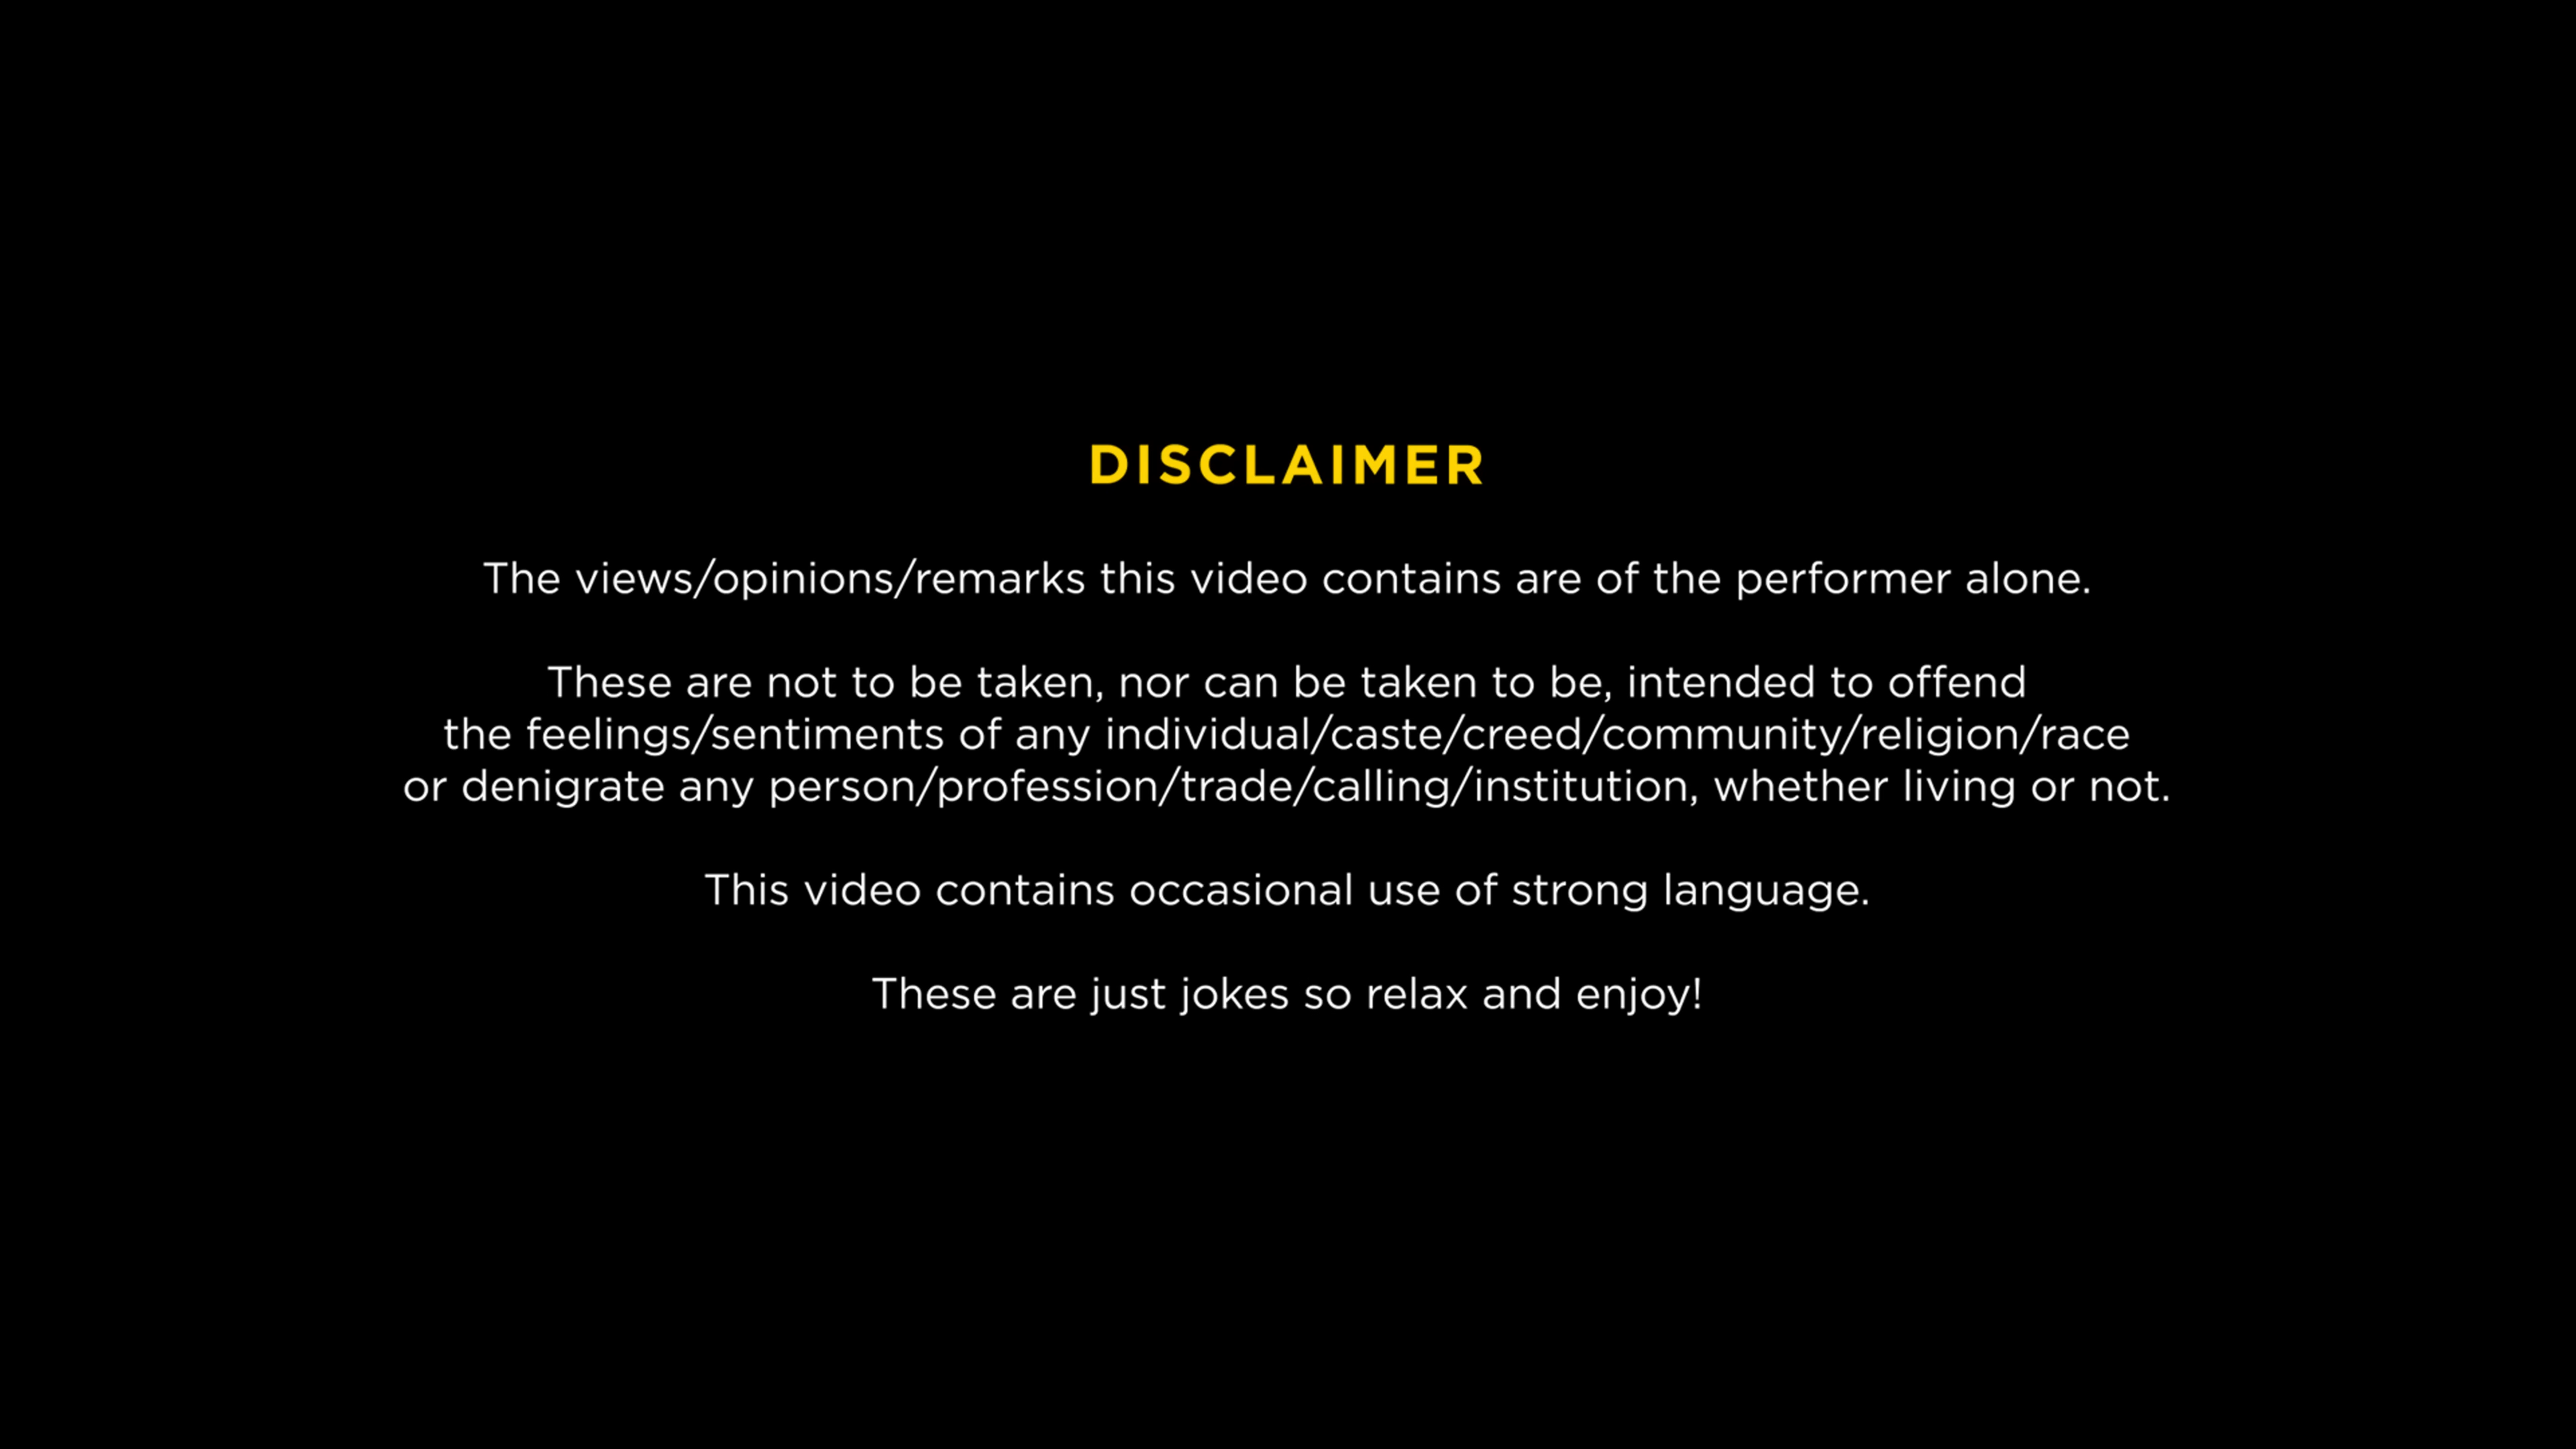 DISCLAIMER
The views/opinions/remarks this video contains are of the performer alone.
These are not to be taken, nor can be taken to be, intended to offend
the feelings/sentiments of any individual/caste/creed/community/religion/race
or denigrate any person/profession/trade/calling/institution, whether living or not.
This video contains occasional use of strong language.
These are just jokes so relax and enjoy!